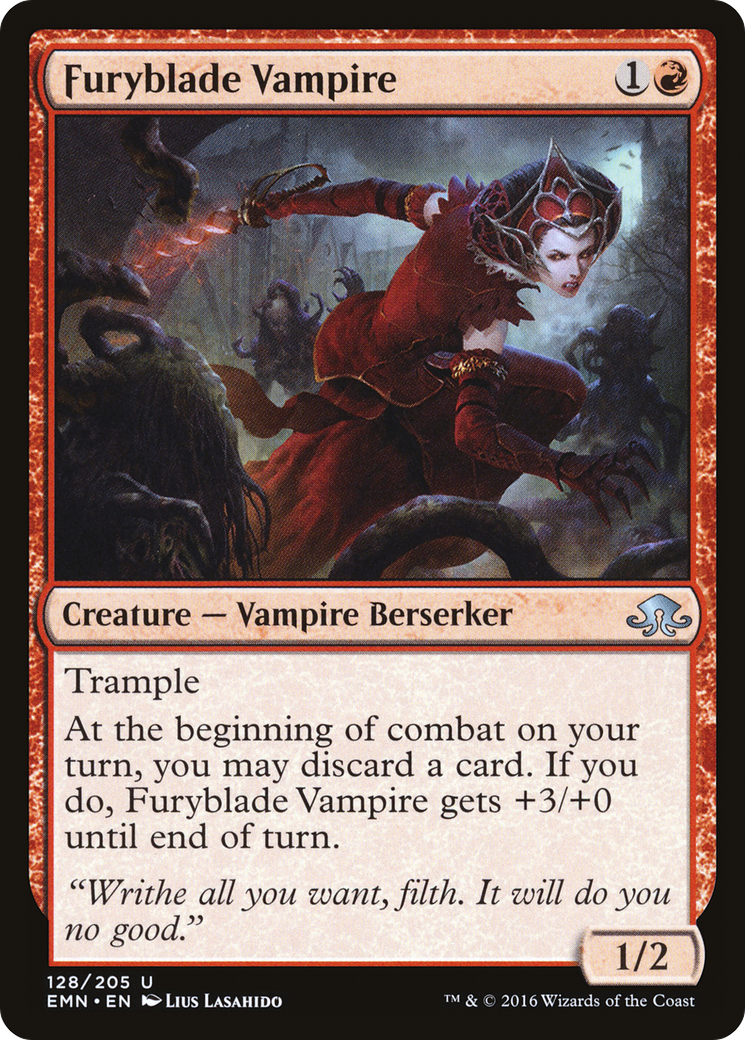 Furyblade Vampire 1
Creature — Vampire Berserker
Trample
At the beginning of combat on your
turn, you may discard a card. If you
do, Furyblade Vampire gets +3/+0
until end of turn.
“Writhe all you want, filth. It will do you
no good.”
1/2
128/205 U
EMN • EN Lius Lasahido
™ & © 2016 Wizards of the Coast